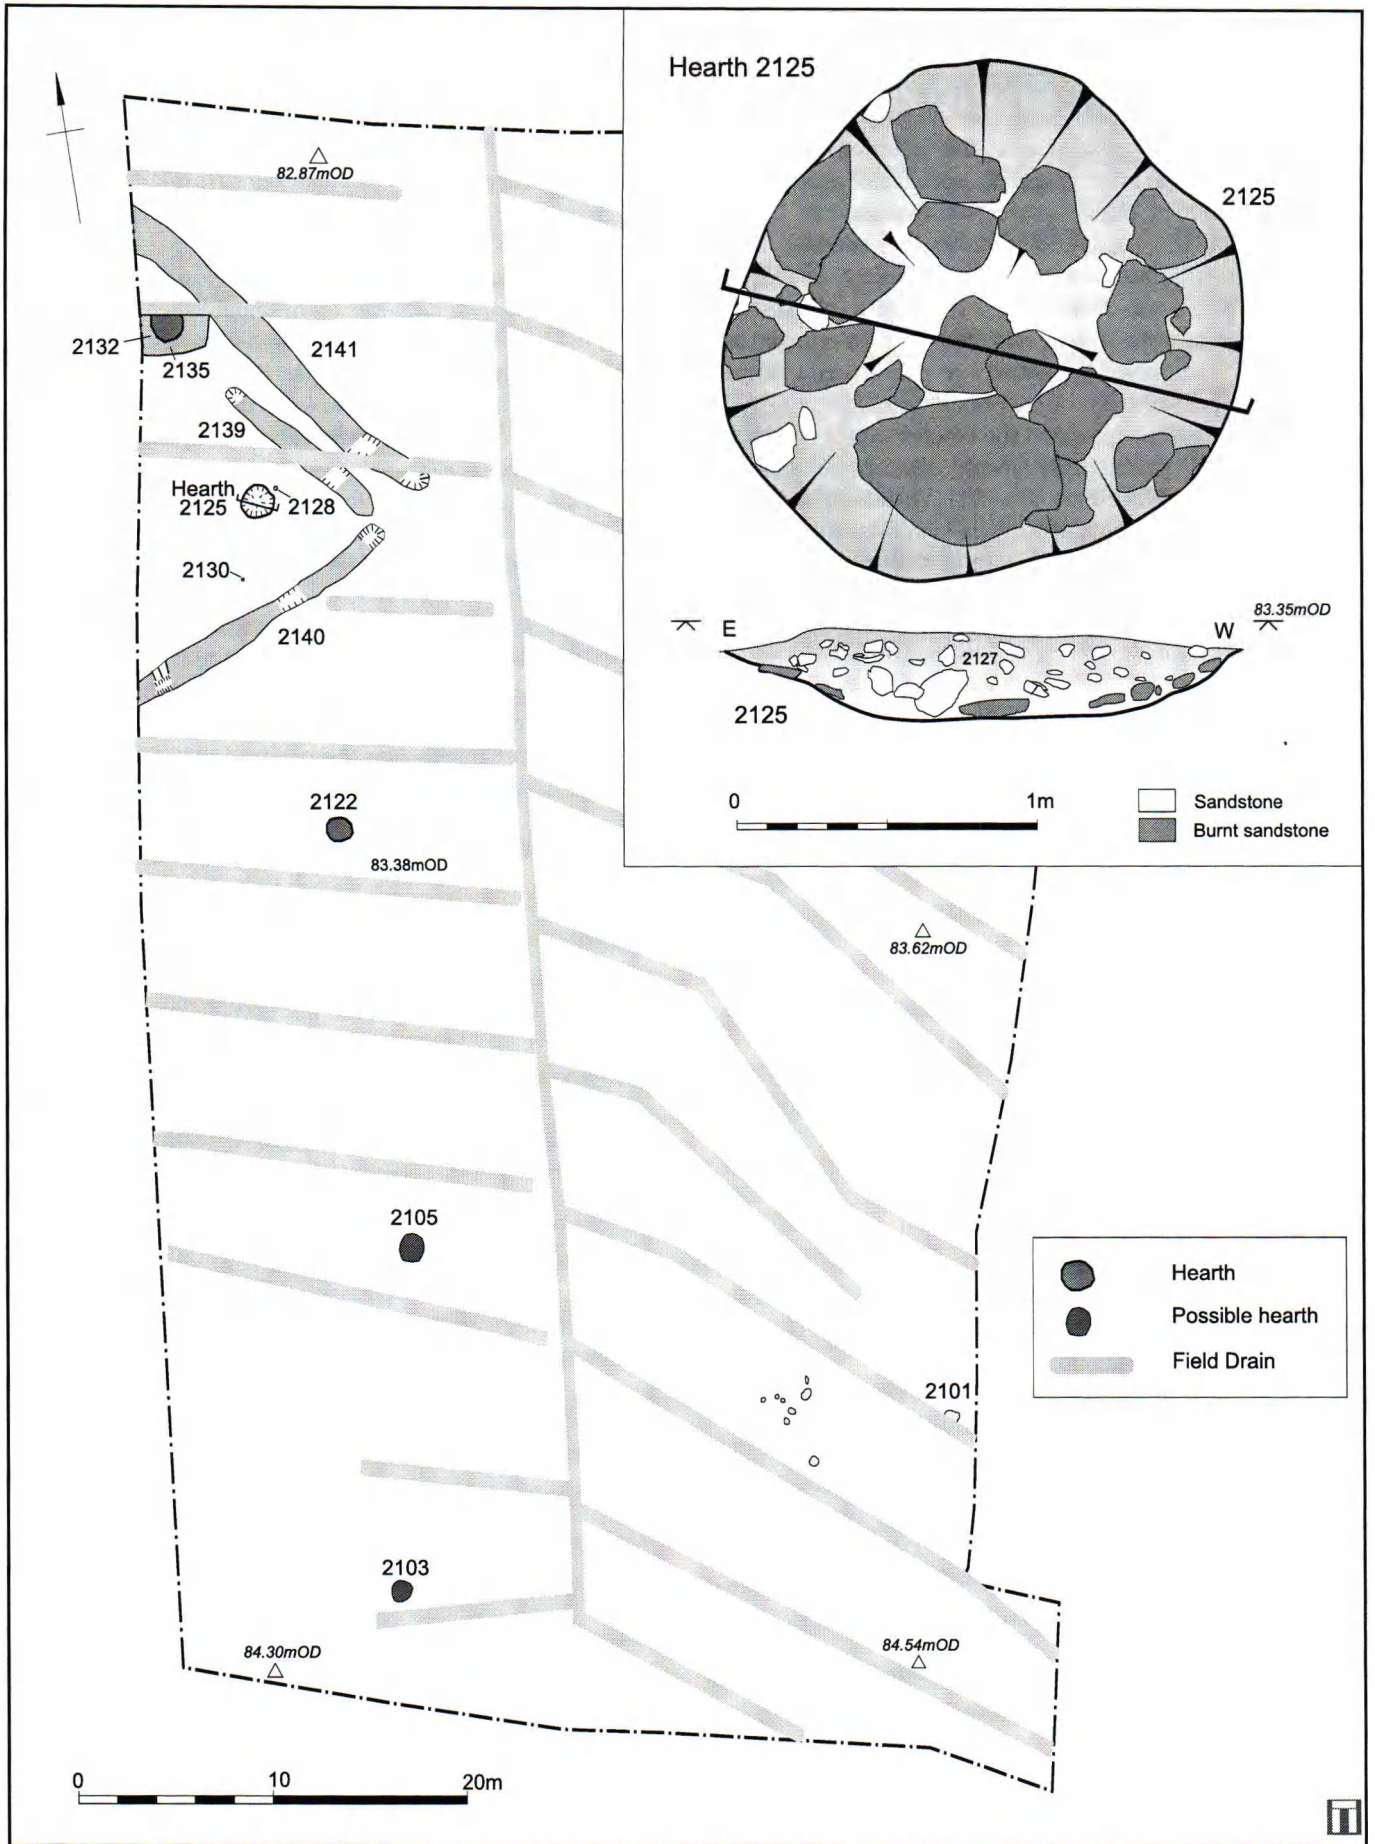 Hearth 2125
2125
82.87mOD
2132
2135
2141
2139
Hearth
2125
2128
2130
2140
83.35mOD
E
W
2127
2125
0
1m
Sandstone
Burnt sandstone
2122
83.38mOD
83.62mOD
2105
Hearth
Possible hearth
Field Drain
2101
2103
84.30mOD
84.54mOD
0
10
20m